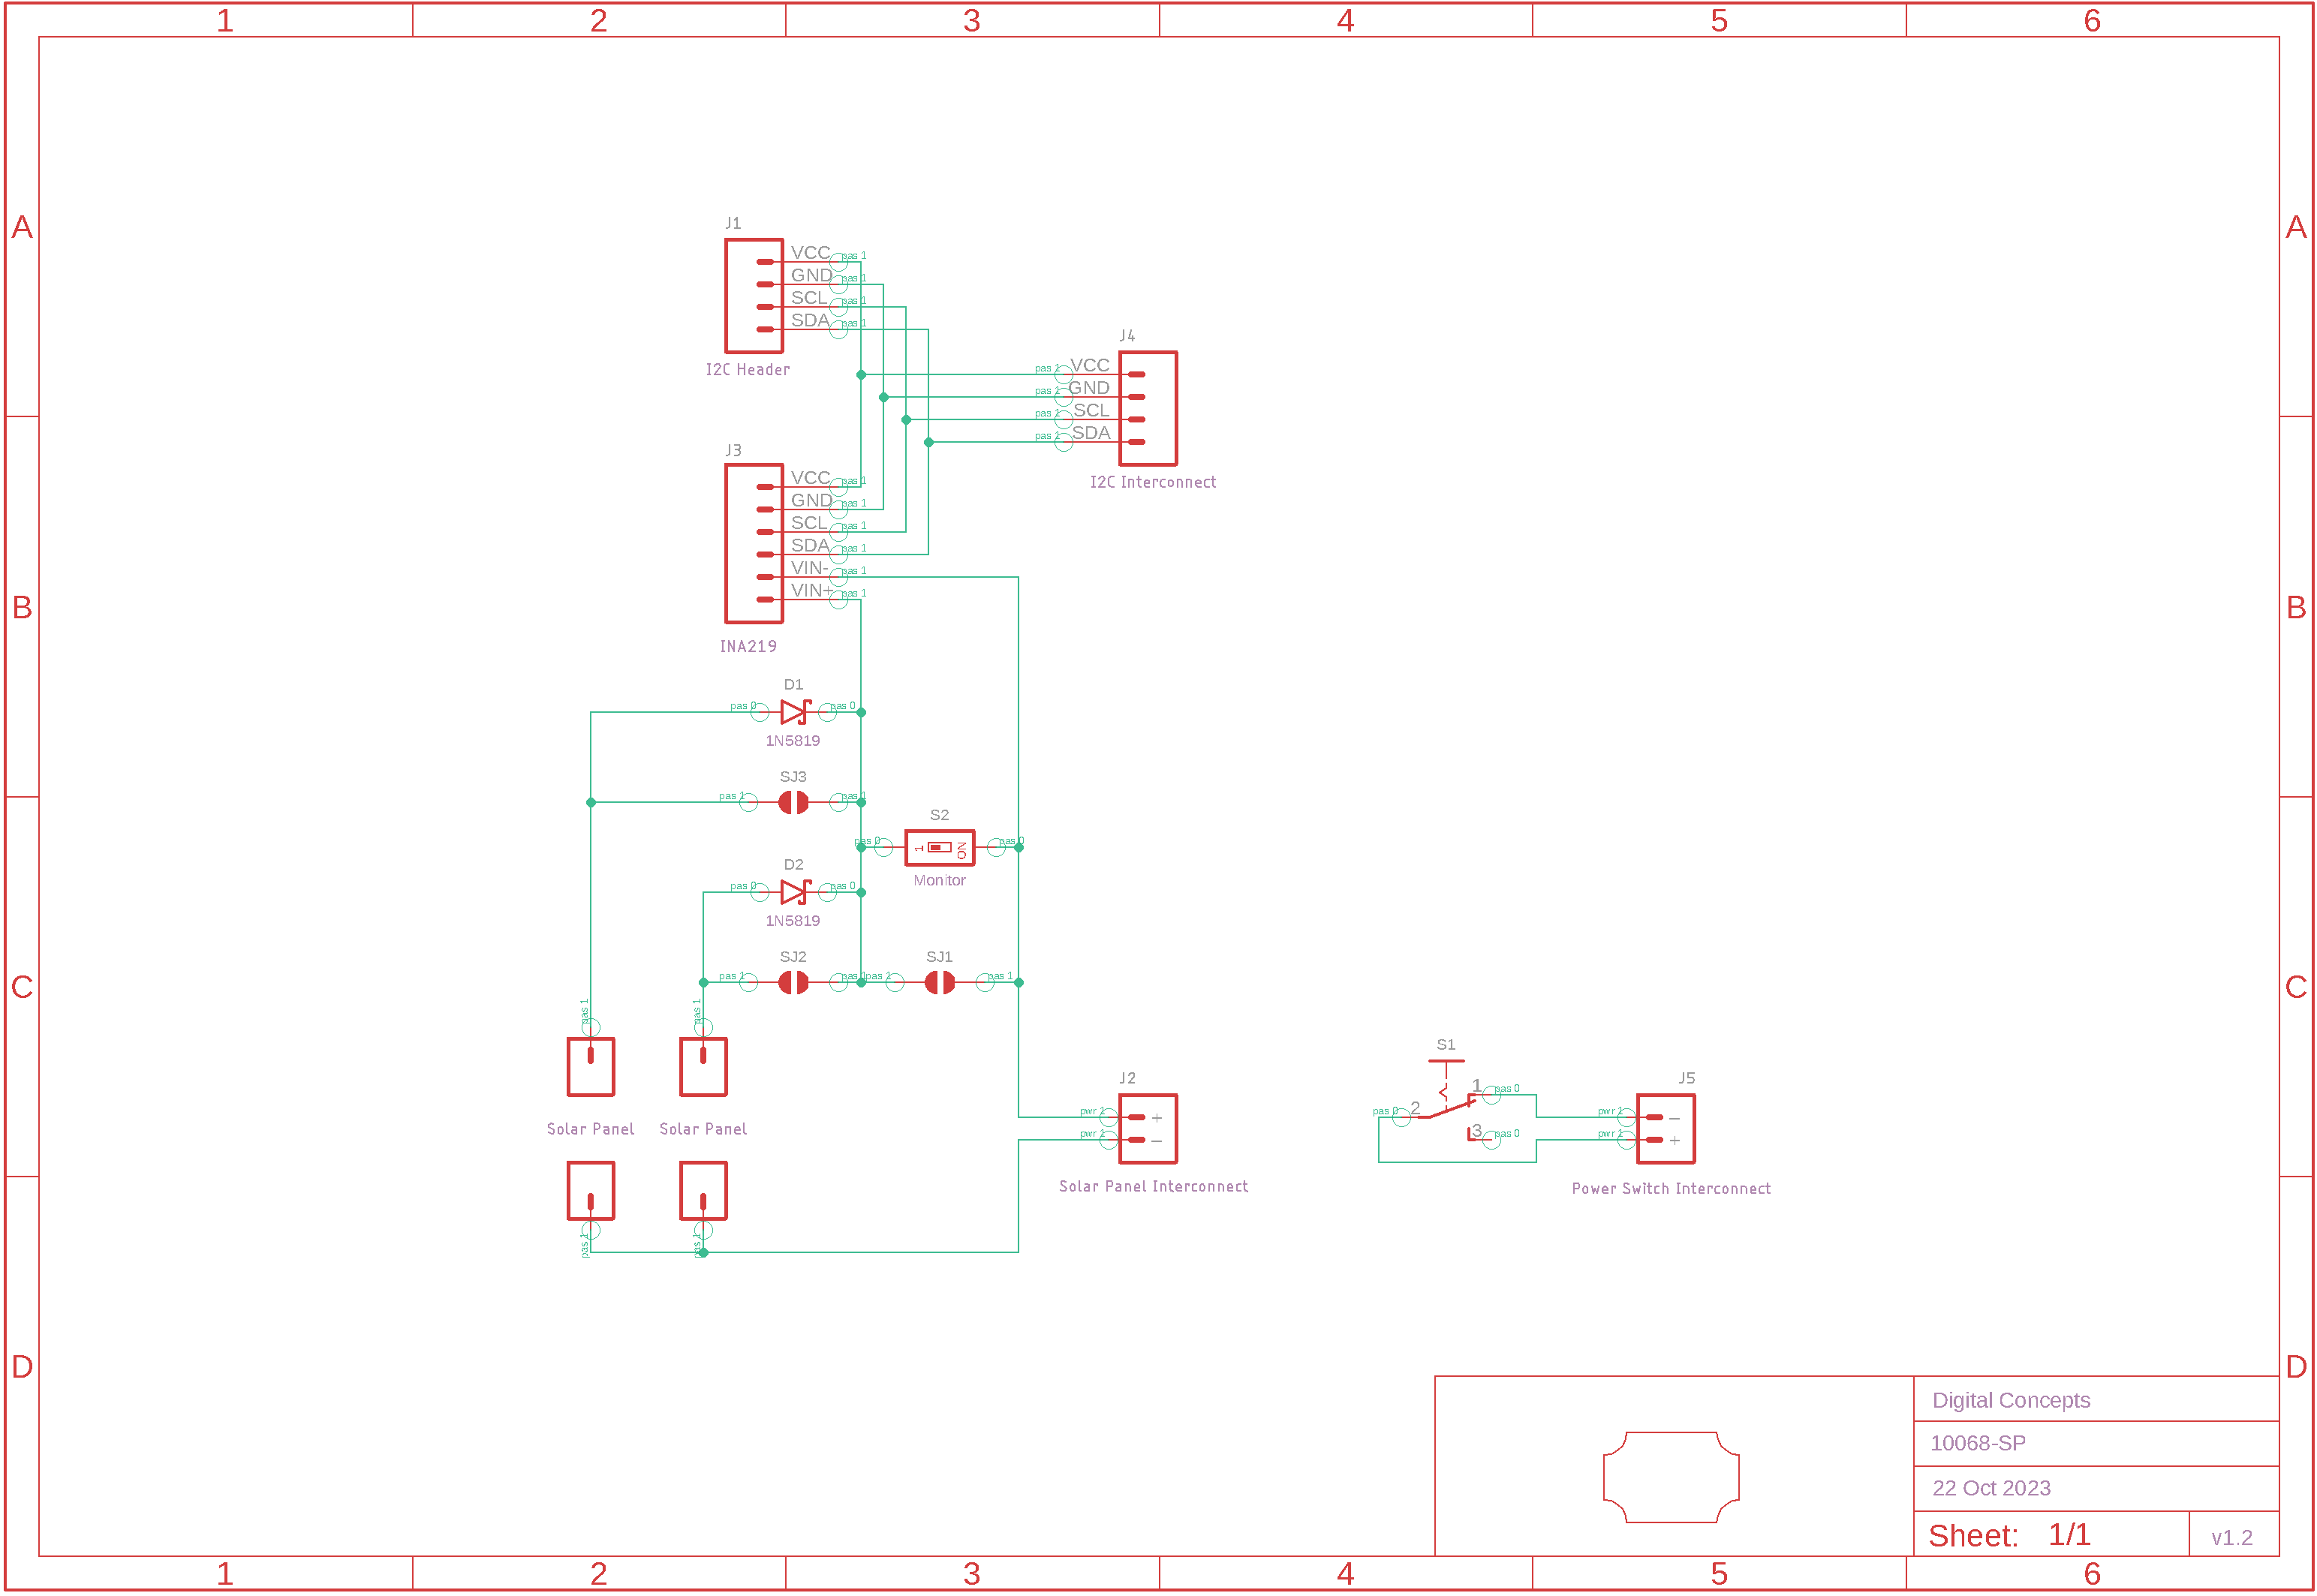 1 2 3 4 5 6
A A
J1
VCC pas 1
GND pas 1
SCL pas 1
SDA pas 1
I2C Header
J4
pas 1 VCC
pas 1 GND
pas 1 SCL
pas 1 SDA
I2C Interconnect
J3
VCC pas 1
GND pas 1
SCL pas 1
SDA pas 1
VIN- pas 1
VIN+ pas 1
INA219
B B
D1
pas 0 pas 0
1N5819
SJ3
pas 1 pas 1
S2
pas 0 1 ON pas 0
Monitor
D2
pas 0 pas 0
1N5819
SJ2 SJ1
pas 1 pas 1 pas 1 pas 1
C C
pas 1 pas 1
Solar Panel Solar Panel
pas 1 pas 1
J2
pwr 1 +
pwr 1 −
Solar Panel Interconnect
S1
1 pas 0
pas 0 2
3 pas 0
J5
pwr 1 −
pwr 1 +
Power Switch Interconnect
D D
Digital Concepts
10068-SP
22 Oct 2023
Sheet: 1/1 v1.2
1 2 3 4 5 6